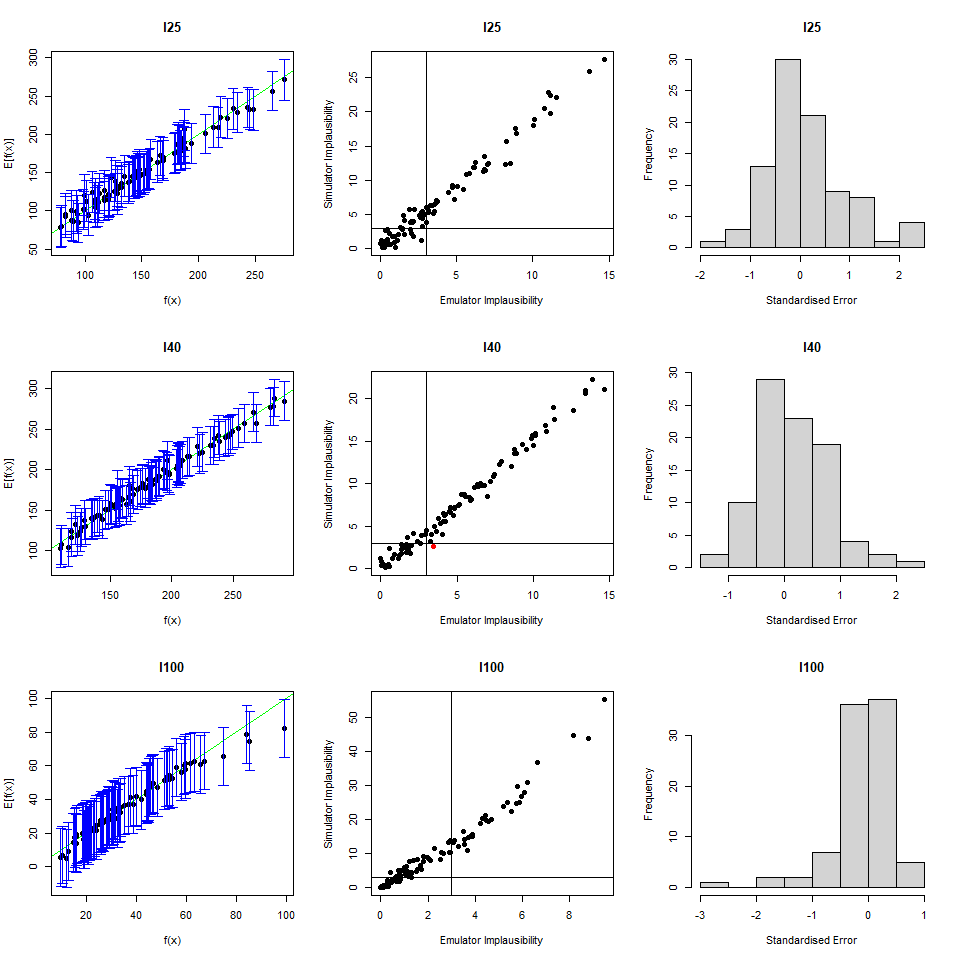 I25
E[f(x)]
50 100 150 200 250 300
100 150 200 250
f(x)
I25
Simulator Implausibility
0 5 10 15 20 25
0 5 10 15
Emulator Implausibility
I25
Frequency
0 5 10 15 20 25 30
-2 -1 0 1 2
Standardised Error
I40
E[f(x)]
100 150 200 250 300
150 200 250
f(x)
I40
Simulator Implausibility
0 5 10 15 20
0 5 10 15
Emulator Implausibility
I40
Frequency
0 5 10 15 20 25 30
-1 0 1 2
Standardised Error
I100
E[f(x)]
0 20 40 60 80 100
20 40 60 80 100
f(x)
I100
Simulator Implausibility
0 10 20 30 40 50
0 2 4 6 8
Emulator Implausibility
I100
Frequency
0 10 20 30
-3 -2 -1 0 1
Standardised Error